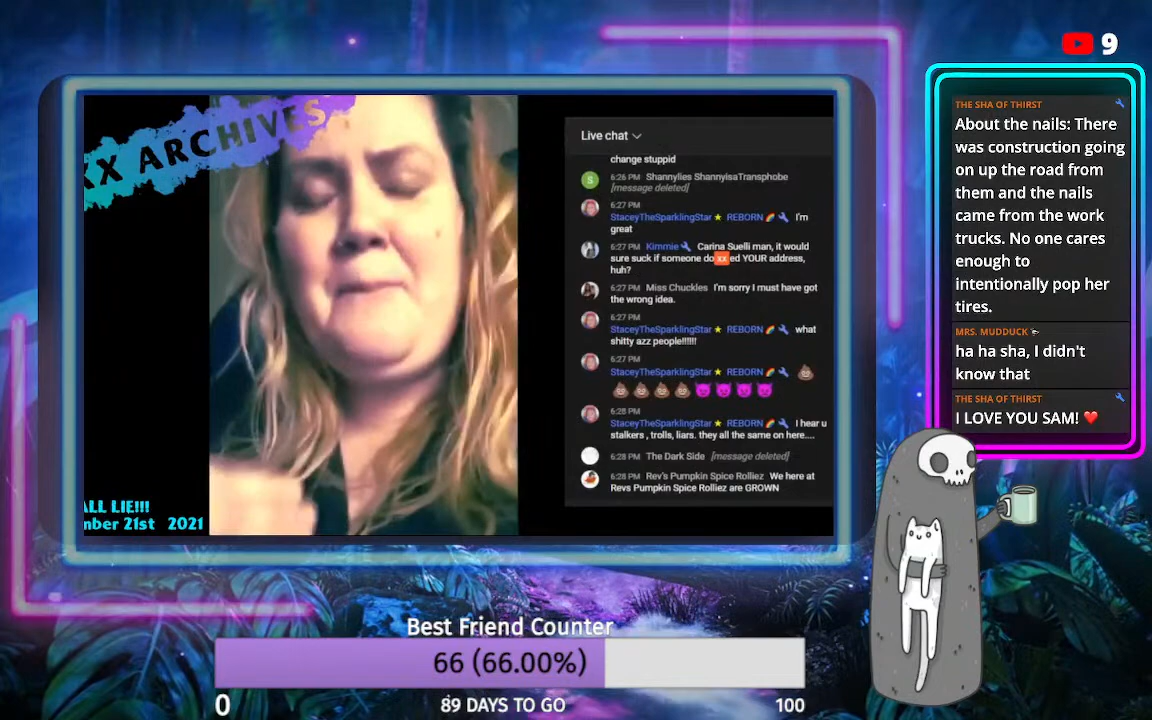 9
XX ARCHIVES
Live chat
change stuppid
6:26 PM Shannylies ShannyisaTransphobe
[message deleted]
6:27 PM
StaceyTheSparklingStar ★ REBORN 🌈 🔧 I'm
great
6:27 PM Kimmie 🔧 Carina Suelli man, it would
sure suck if someone doxxed YOUR address,
huh?
6:27 PM Miss Chuckles I'm sorry I must have got
the wrong idea.
6:27 PM
StaceyTheSparklingStar ★ REBORN 🌈 🔧 what
shitty azz people!!!!!!
6:27 PM
StaceyTheSparklingStar ★ REBORN 🌈 🔧 💩
💩💩💩💩😈😈😈😈
6:28 PM
StaceyTheSparklingStar ★ REBORN 🌈 🔧 I hear u
stalkers , trolls, liars. they all the same on here....
6:28 PM The Dark Side [message deleted]
6:28 PM Rev's Pumpkin Spice Rolliez We here at
Revs Pumpkin Spice Rolliez are GROWN
S
ALL LIE!!!
mber 21st 2021
THE SHA OF THIRST
About the nails: There
was construction going
on up the road from
them and the nails
came from the work
trucks. No one cares
enough to
intentionally pop her
tires.
MRS. MUDDUCK
ha ha sha, I didn't
know that
THE SHA OF THIRST
I LOVE YOU SAM! ❤️
Best Friend Counter
66 (66.00%)
0
89 DAYS TO GO
100